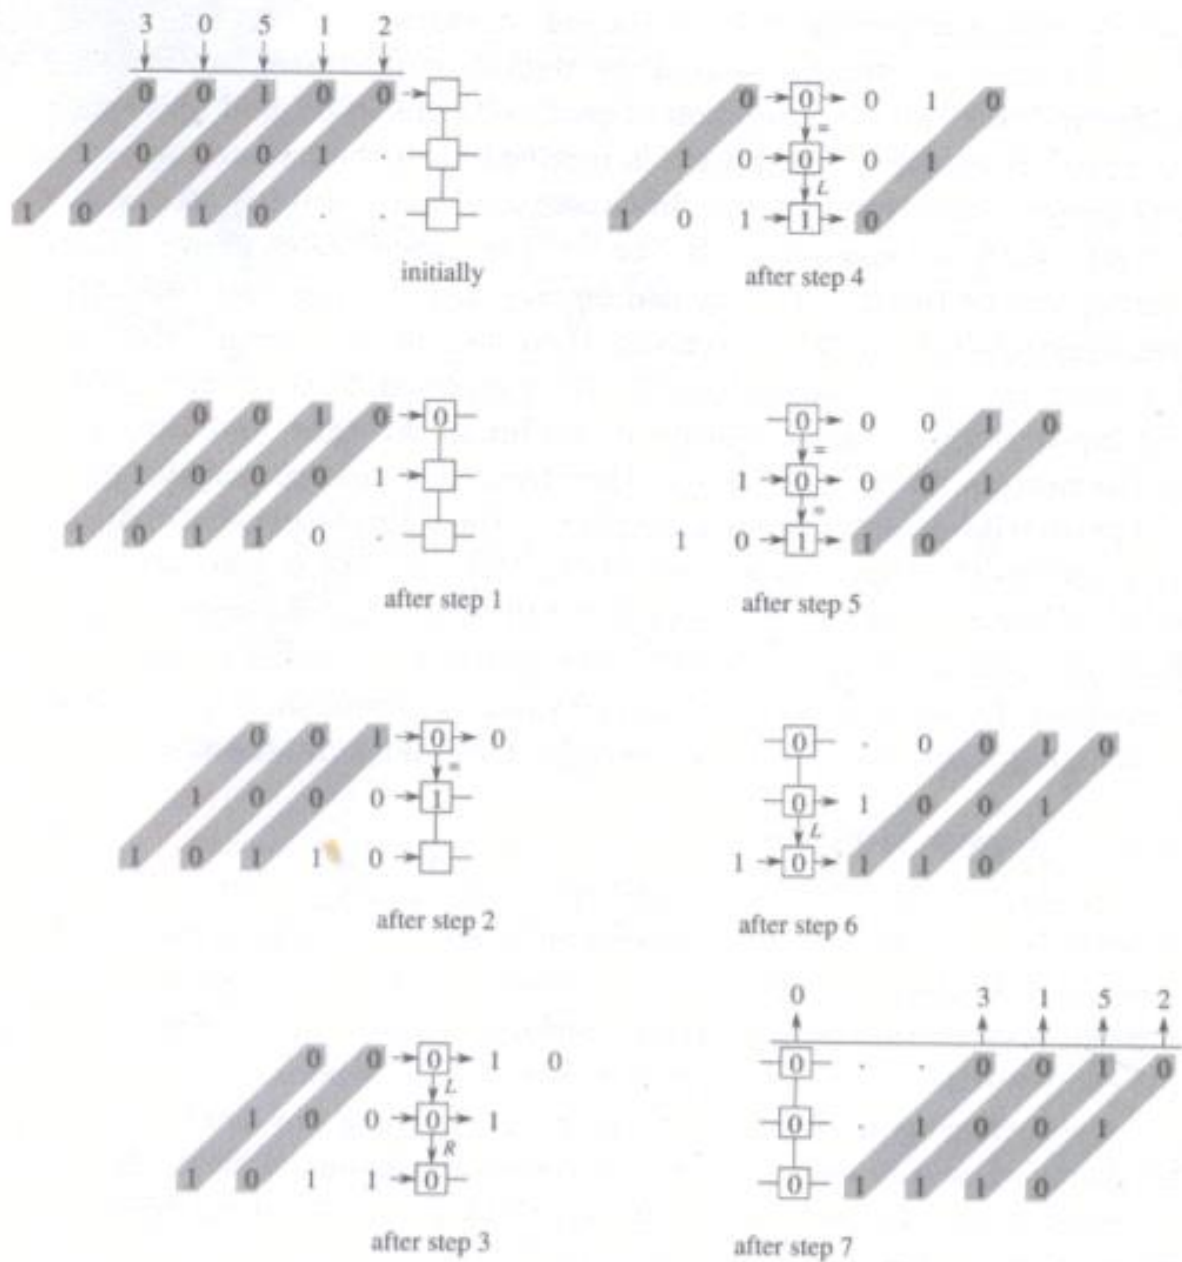 3 0 5 1 2
0 0 1 0 0
1 0 0 0 1 .
1 0 1 1 0 . .
initially
0 0 0 1 0
=
1 0 0 0 1
L
1 0 1 1 0
after step 4
0 0 1 0 0
1 0 0 0 1
1 0 1 1 0 .
after step 1
0 0 0 1 0
=
1 0 0 0 1
=
1 0 1 1 0
after step 5
0 0 1 0 0
=
1 0 0 0 1
1 0 1 1 0
after step 2
0 . 0 0 1 0
0 1 0 0 1
L
1 0 1 1 0
after step 6
0 0 0 1 0
L
1 0 0 0 1
R
1 0 1 1 0
after step 3
0 3 1 5 2
0 . . 0 0 1 0
0 . 1 0 0 1
0 1 1 1 0
after step 7